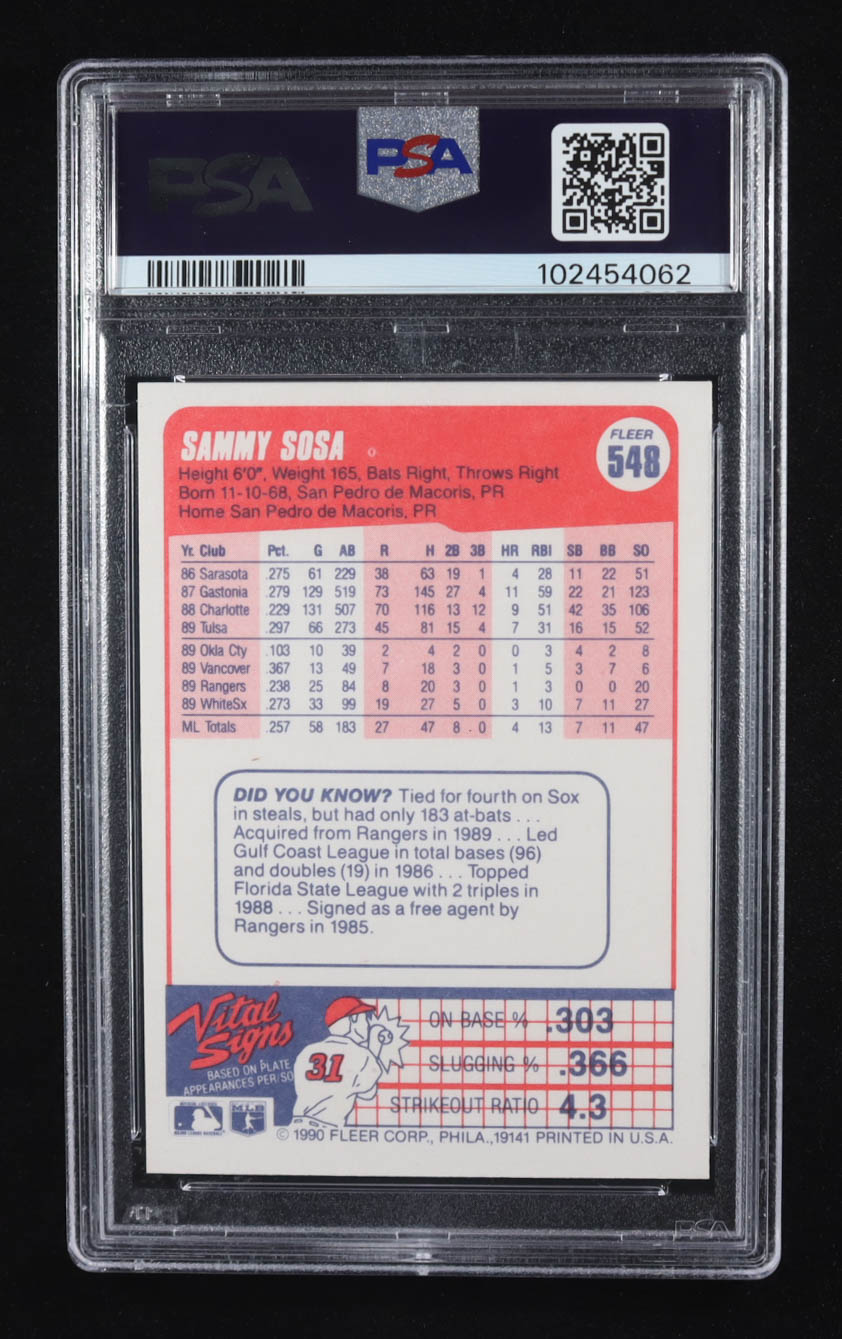 PSA
PSA
102454062
SAMMY SOSA
FLEER
548
Height 6'0", Weight 165, Bats Right, Throws Right
Born 11-10-68, San Pedro de Macoris, PR
Home San Pedro de Macoris, PR
Yr. Club Pct. G AB R H 2B 3B HR RBI SB BB SO
86 Sarasota .275 61 229 38 63 19 1 4 28 11 22 51
87 Gastonia .279 129 519 73 145 27 4 11 59 22 21 123
88 Charlotte .229 131 507 70 116 13 12 9 51 42 35 106
89 Tulsa .297 66 273 45 81 15 4 7 31 16 15 52
89 Okla Cty .103 10 39 2 4 2 0 0 3 4 2 8
89 Vancover .367 13 49 7 18 3 0 1 5 3 7 6
89 Rangers .238 25 84 8 20 3 0 1 3 0 0 20
89 WhiteSx .273 33 99 19 27 5 0 3 10 7 11 27
ML Totals .257 58 183 27 47 8 0 4 13 7 11 47
DID YOU KNOW? Tied for fourth on Sox
in steals, but had only 183 at-bats . . .
Acquired from Rangers in 1989 . . . Led
Gulf Coast League in total bases (96)
and doubles (19) in 1986 . . . Topped
Florida State League with 2 triples in
1988 . . . Signed as a free agent by
Rangers in 1985.
Vital
Signs
BASED ON PLATE
APPEARANCES PER/SO
31
ON BASE % .303
SLUGGING % .366
STRIKEOUT RATIO 4.3
MLB
© 1990 FLEER CORP., PHILA.,19141 PRINTED IN U.S.A.
PSA